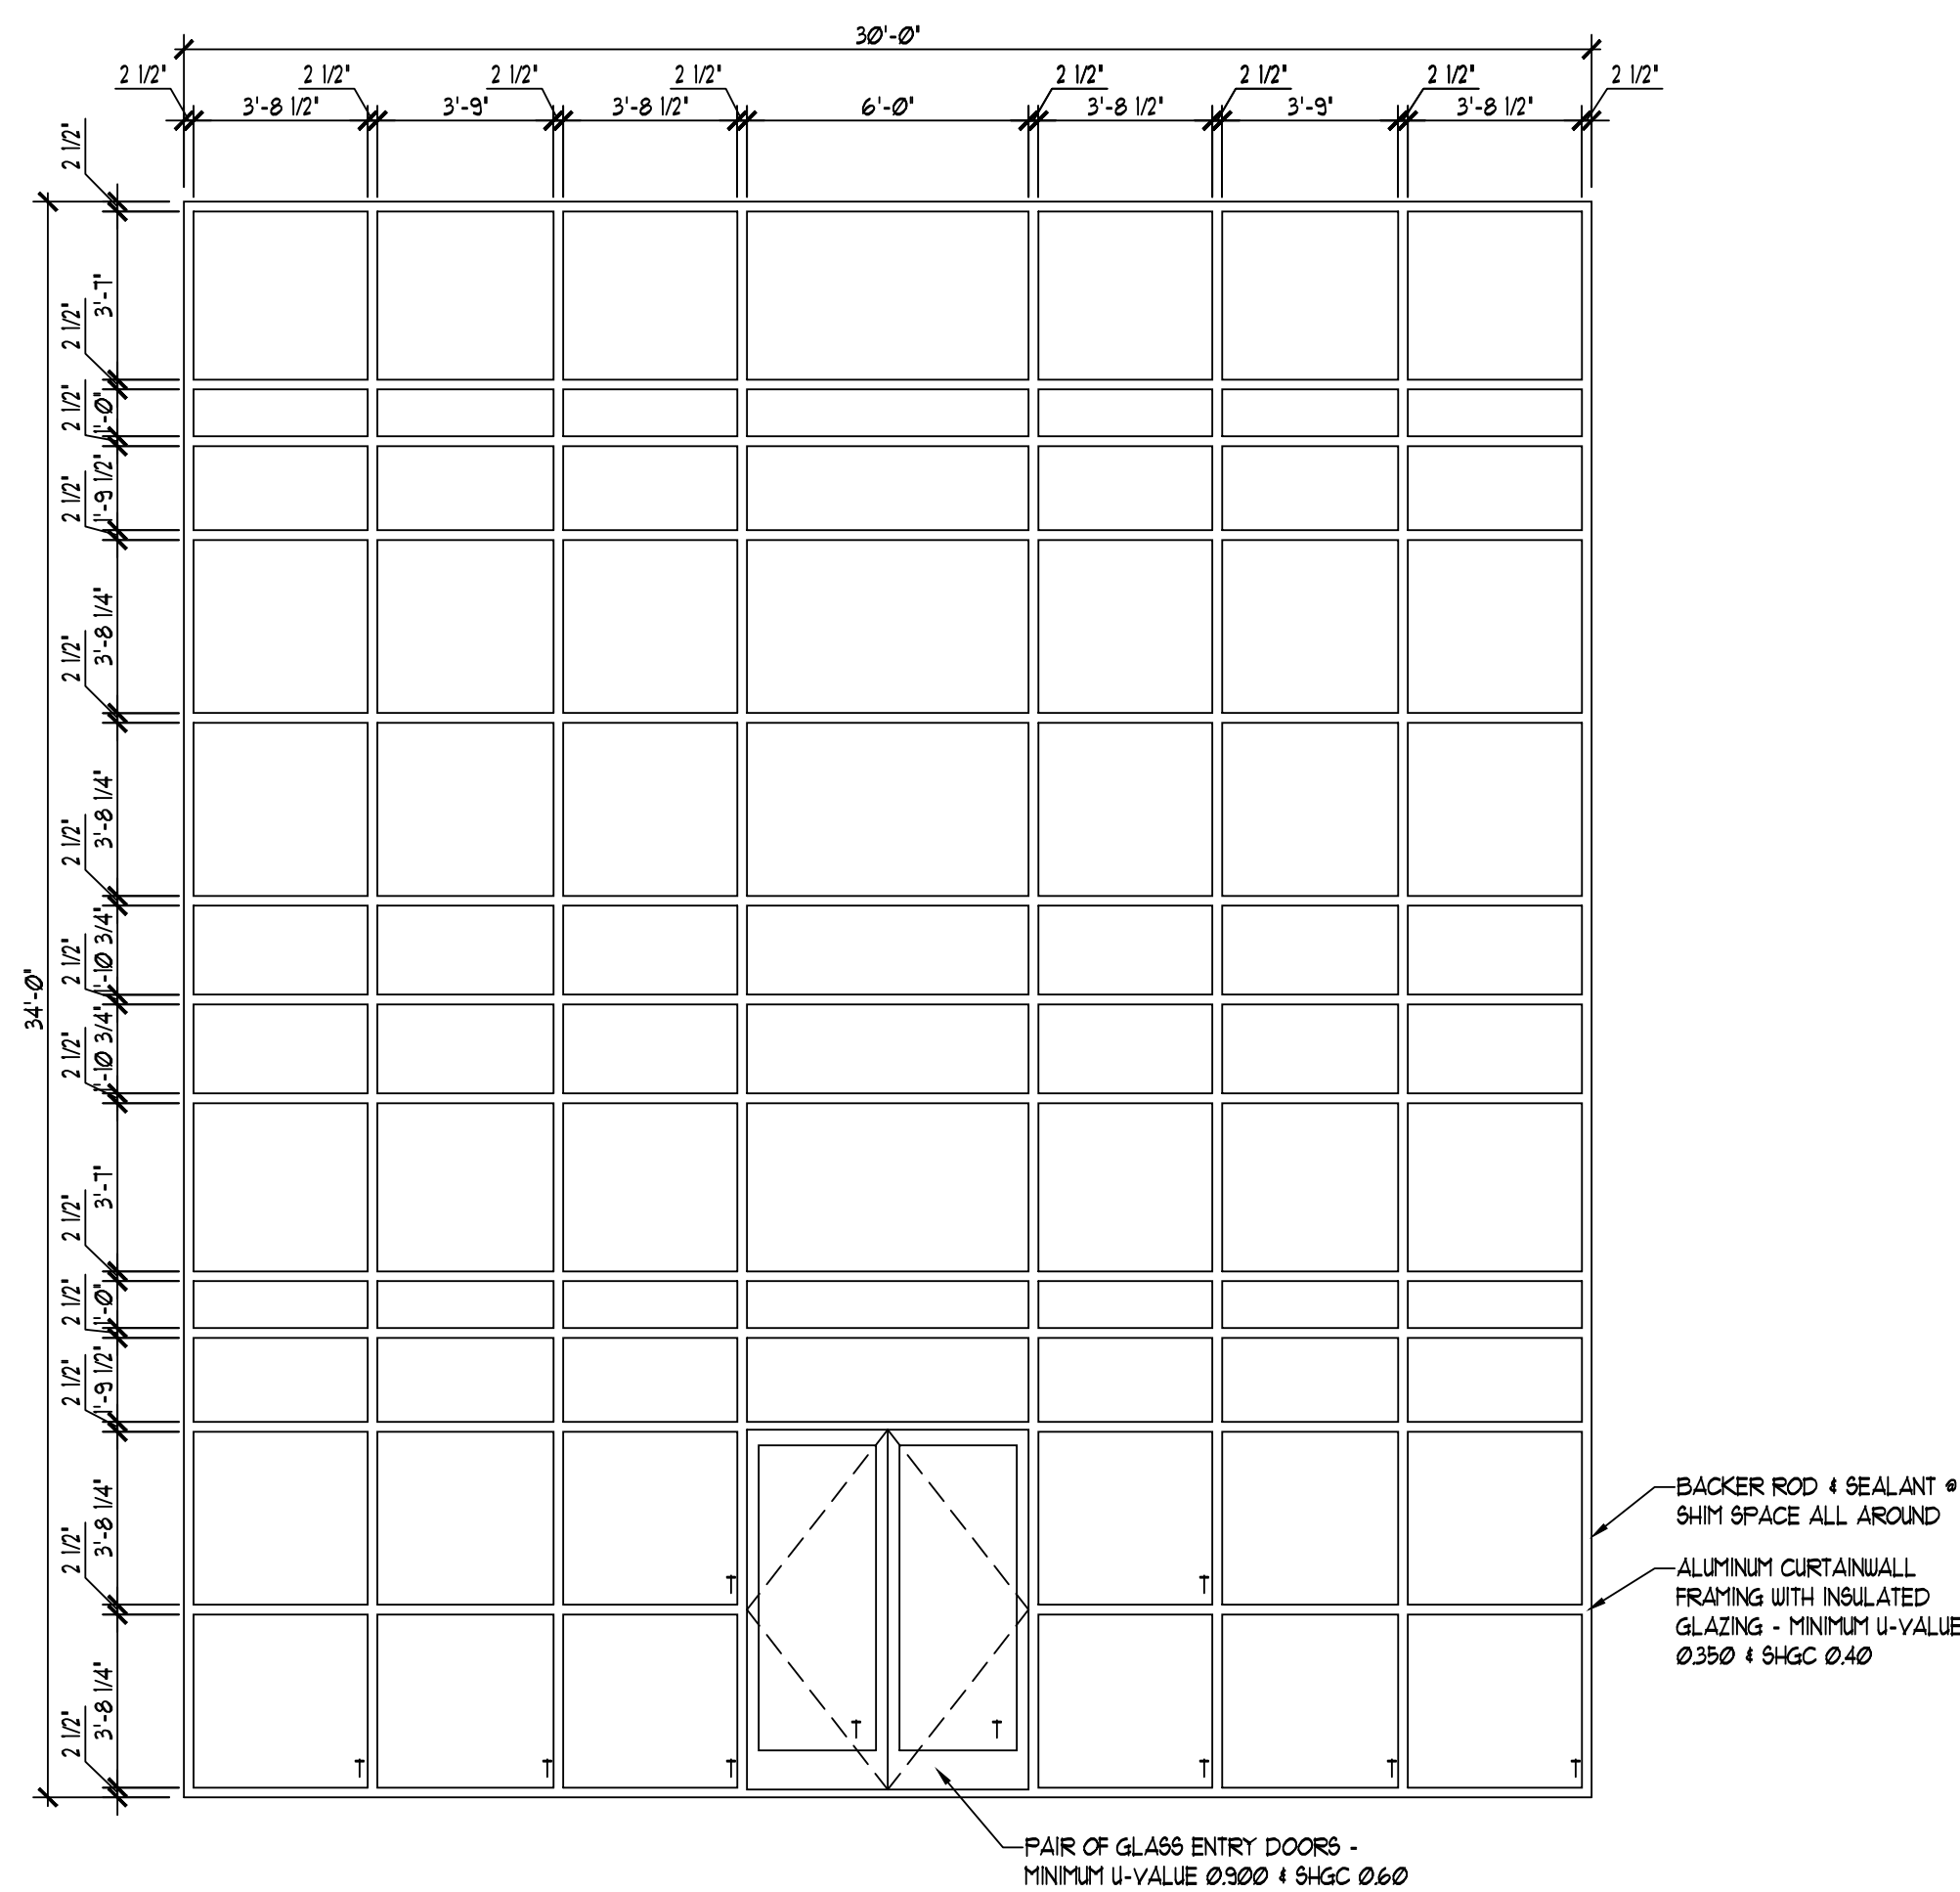 30'-0"
2 1/2" 2 1/2" 2 1/2" 2 1/2" 2 1/2" 2 1/2" 2 1/2" 2 1/2"
3'-8 1/2" 3'-9" 3'-8 1/2" 6'-0" 3'-8 1/2" 3'-9" 3'-8 1/2"
34'-0"
2 1/2"
3'-7"
2 1/2"
1'-0"
2 1/2"
1'-9 1/2"
2 1/2"
3'-8 1/4"
2 1/2"
3'-8 1/4"
2 1/2"
1'-10 3/4"
2 1/2"
1'-10 3/4"
2 1/2"
3'-7"
2 1/2"
1'-0"
2 1/2"
1'-9 1/2"
2 1/2"
3'-8 1/4"
2 1/2"
3'-8 1/4"
2 1/2"
T T
T T
T T T T T T
BACKER ROD & SEALANT @
SHIM SPACE ALL AROUND
ALUMINUM CURTAINWALL
FRAMING WITH INSULATED
GLAZING - MINIMUM U-VALUE
0.350 & SHGC 0.40
PAIR OF GLASS ENTRY DOORS -
MINIMUM U-VALUE 0.900 & SHGC 0.60